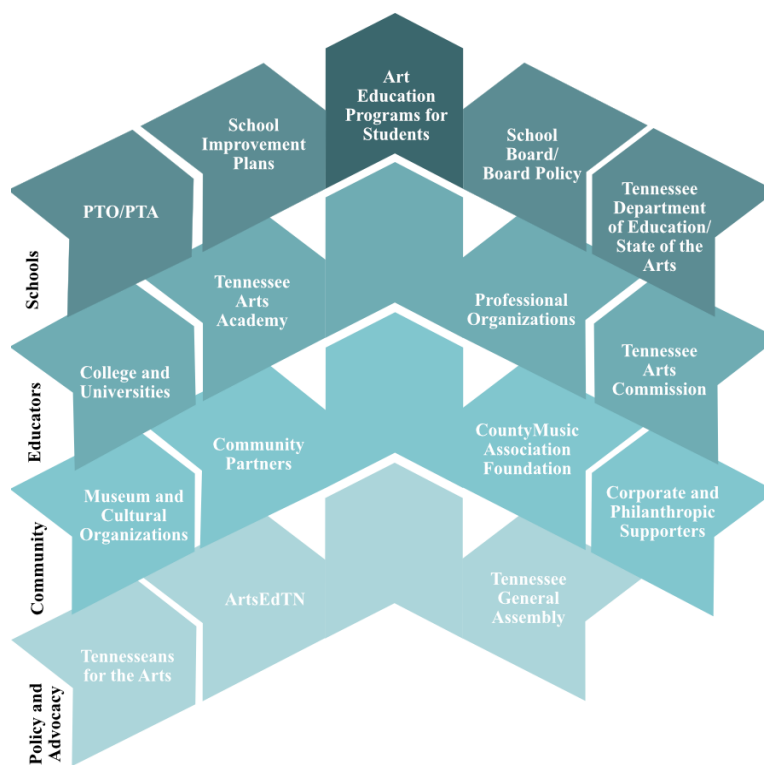 Art
Education
Programs for
Students
School
Improvement
Plans
School
Board/
Board Policy
PTO/PTA
Tennessee
Department
of Education/
State of the
Arts
Schools
Tennessee
Arts
Academy
Professional
Organizations
College and
Universities
Tennessee
Arts
Commission
Educators
Community
Partners
CountyMusic
Association
Foundation
Museum and
Cultural
Organizations
Corporate and
Philanthropic
Supporters
Community
ArtsEdTN
Tennessee
General
Assembly
Tennesseans
for the Arts
Policy and
Advocacy